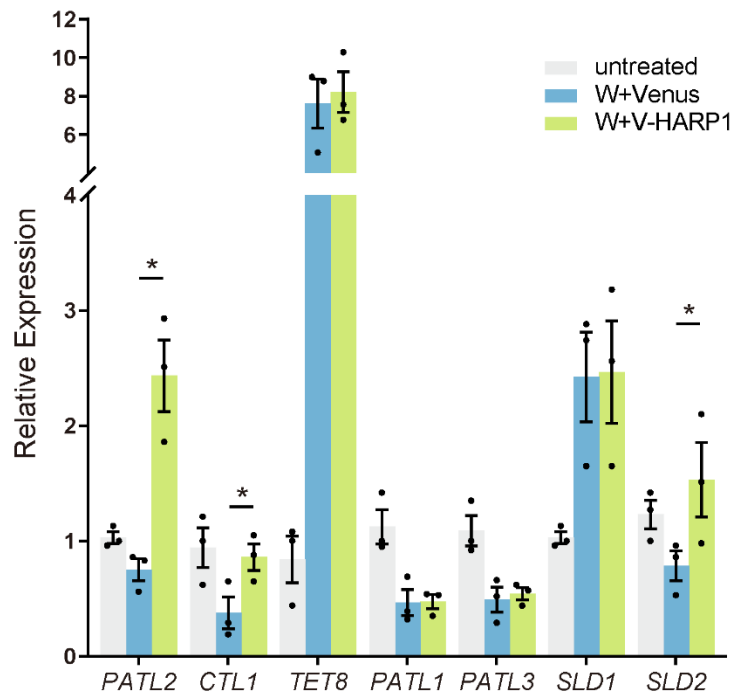 12
10
8
6
4
3
2
1
0
Relative Expression
untreated
W+Venus
W+V-HARP1
*
*
*
PATL2 CTL1 TET8 PATL1 PATL3 SLD1 SLD2